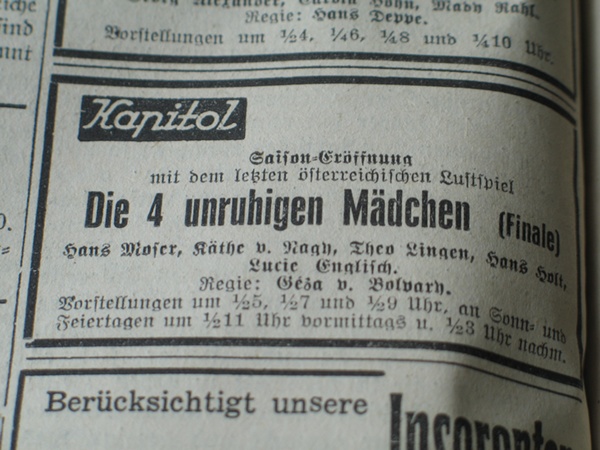 Mady Rahl.
Regie: Hans Deppe.
Vorstellungen um ½4, ¼6, ¼8 und ¼10 Uhr.
Kapitol
Saison-Eröffnung
mit dem letzten österreichischen Lustspiel
Die 4 unruhigen Mädchen (Finale)
Hans Moser, Käthe v. Nagy, Theo Lingen, Hans Holt,
Lucie Englisch.
Regie: Géza v. Bolvary.
Vorstellungen um ½5, ½7 und ½9 Uhr, an Sonn- und
Feiertagen um ½11 Uhr vormittags u. ½3 Uhr nachm.
Berücksichtigt unsere